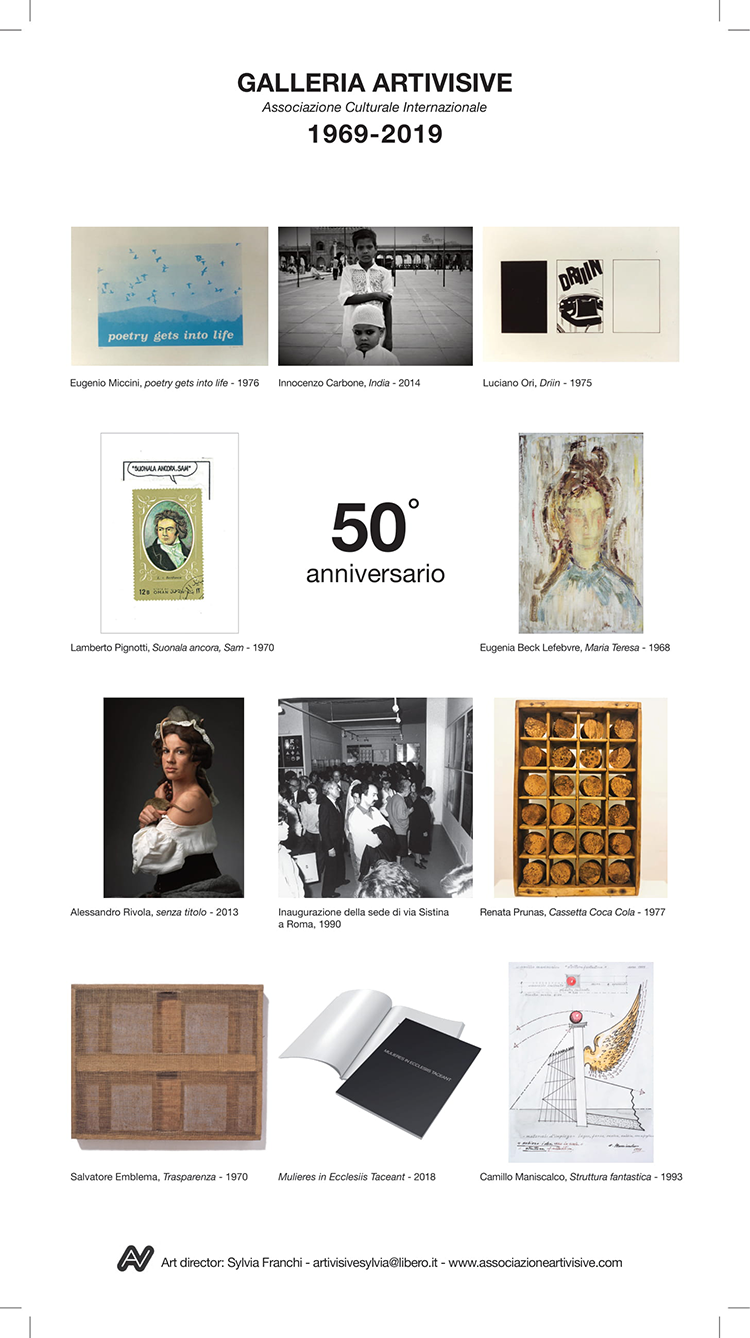 GALLERIA ARTIVISIVE
Associazione Culturale Internazionale
1969-2019
poetry gets into life
DRIIN
Eugenio Miccini, poetry gets into life - 1976
Innocenzo Carbone, India - 2014
Luciano Ori, Driin - 1975
"SUONALA ANCORA, SAM"
50°
anniversario
Lamberto Pignotti, Suonala ancora, Sam - 1970
Eugenia Beck Lefebvre, Maria Teresa - 1968
Alessandro Rivola, senza titolo - 2013
Inaugurazione della sede di via Sistina
a Roma, 1990
Renata Prunas, Cassetta Coca Cola - 1977
MULIERES IN ECCLESIIS TACEANT
Salvatore Emblema, Trasparenza - 1970
Mulieres in Ecclesiis Taceant - 2018
Camillo Maniscalco, Struttura fantastica - 1993
AV Art director: Sylvia Franchi - artivisivesylvia@libero.it - www.associazioneartivisive.com